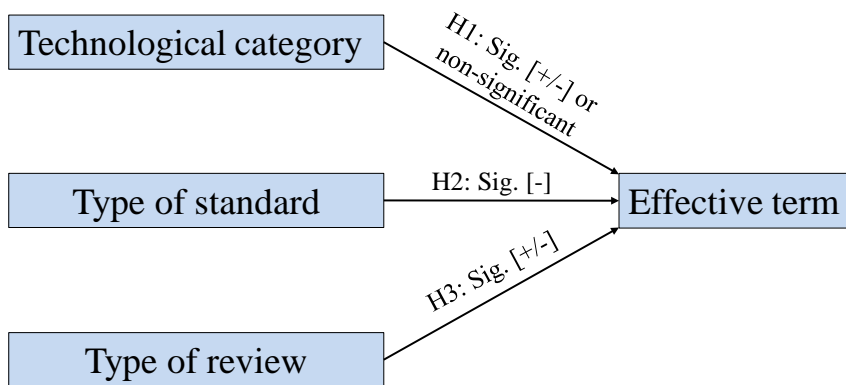 Technological category
H1: Sig. [+/-] or
non-significant
Type of standard
H2: Sig. [-]
Effective term
H3: Sig. [+/-]
Type of review